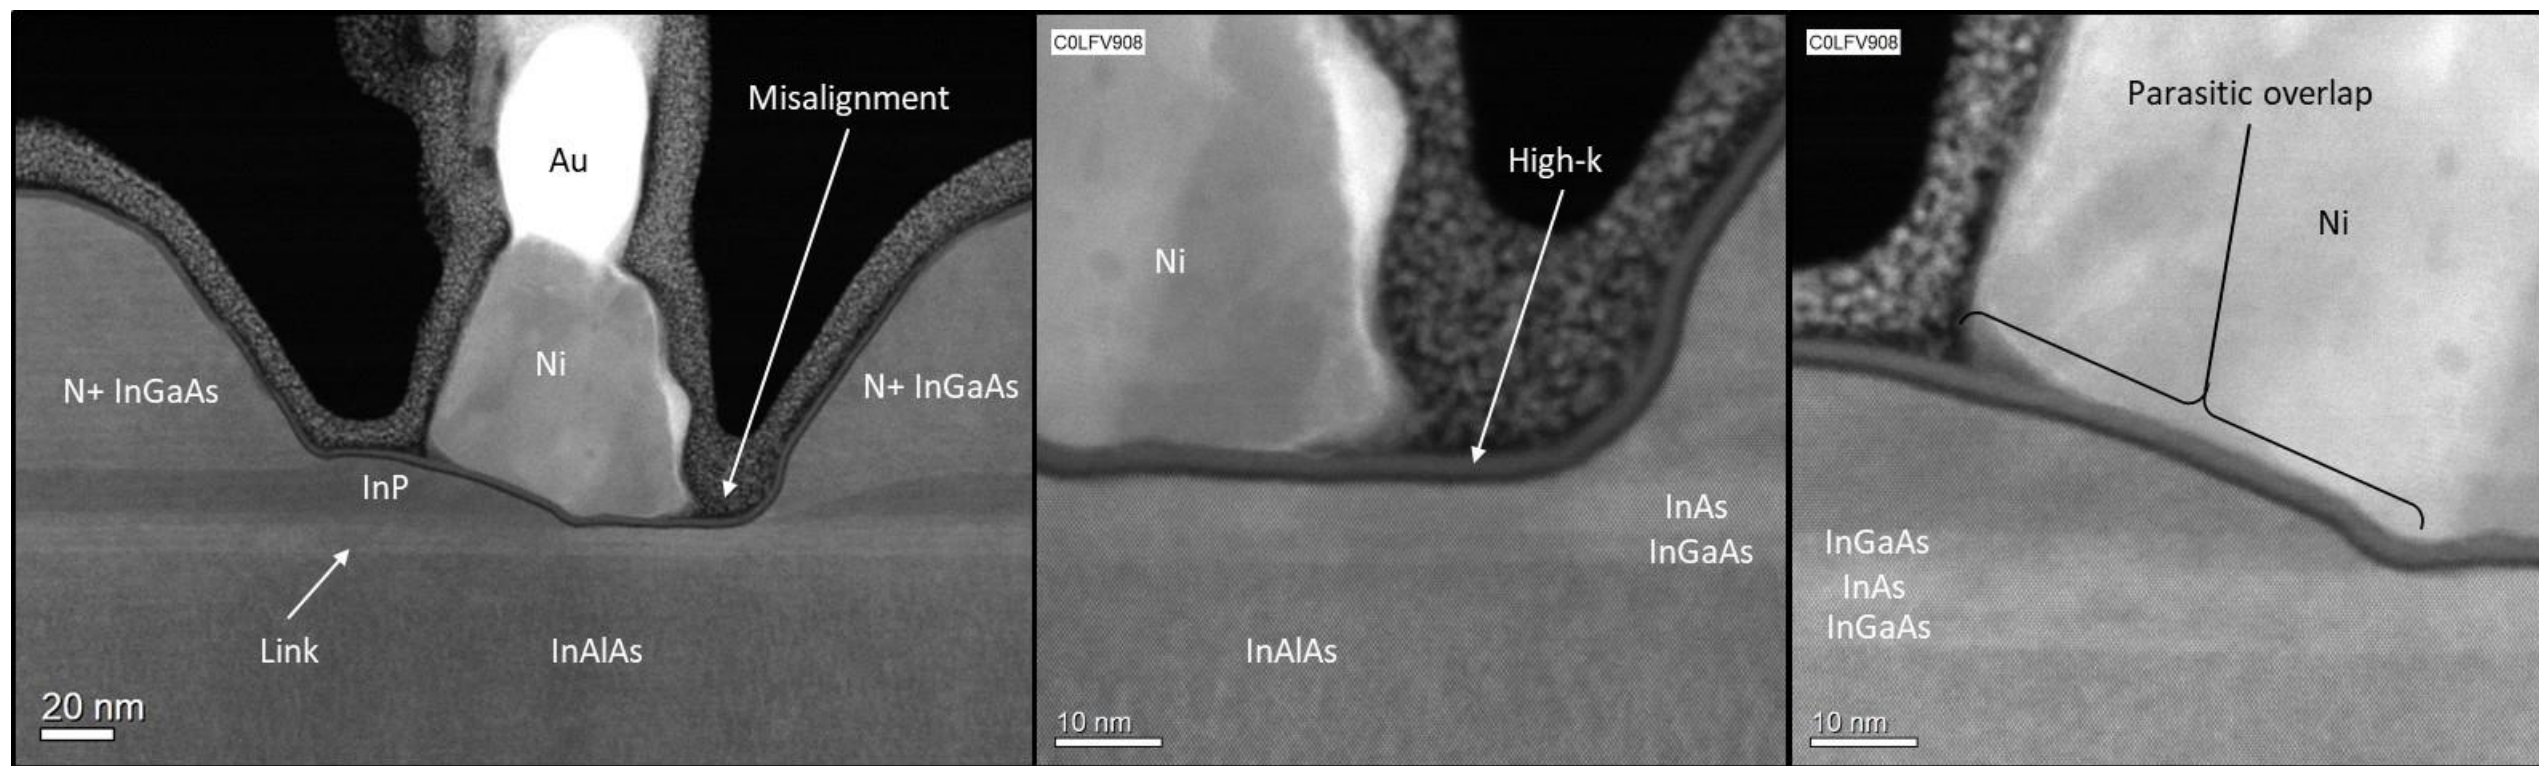 Misalignment
Au
Ni
N+ InGaAs
N+ InGaAs
InP
Link
InAlAs
20 nm
C0LFV908
High-k
Ni
InAs
InGaAs
InAlAs
10 nm
C0LFV908
Parasitic overlap
Ni
InGaAs
InAs
InGaAs
10 nm